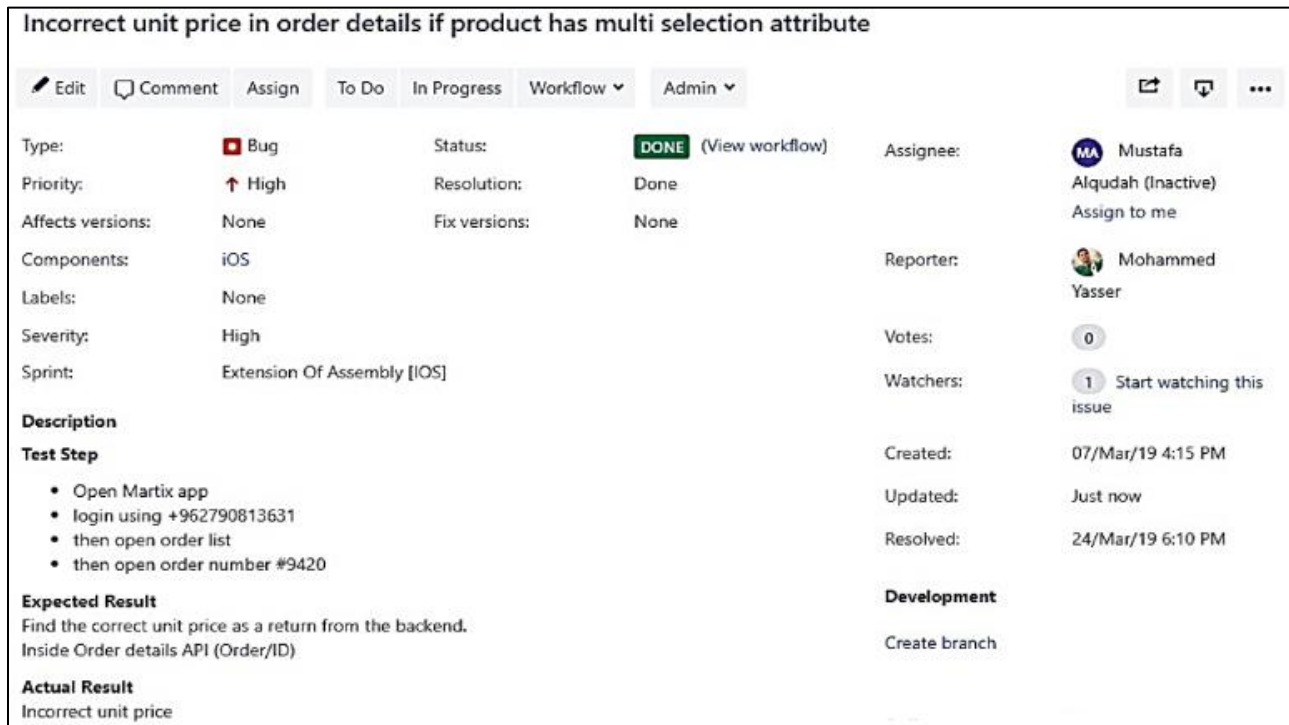 Incorrect unit price in order details if product has multi selection attribute
Edit Comment Assign To Do In Progress Workflow Admin
Type: Bug Status: DONE (View workflow)
Priority: High Resolution: Done
Affects versions: None Fix versions: None
Components: iOS
Labels: None
Severity: High
Sprint: Extension Of Assembly [IOS]
Description
Test Step
• Open Martix app
• login using +962790813631
• then open order list
• then open order number #9420
Expected Result
Find the correct unit price as a return from the backend.
Inside Order details API (Order/ID)
Actual Result
Incorrect unit price
Assignee: MA Mustafa
Alqudah (Inactive)
Assign to me
Reporter: Mohammed
Yasser
Votes: 0
Watchers: 1 Start watching this
issue
Created: 07/Mar/19 4:15 PM
Updated: Just now
Resolved: 24/Mar/19 6:10 PM
Development
Create branch